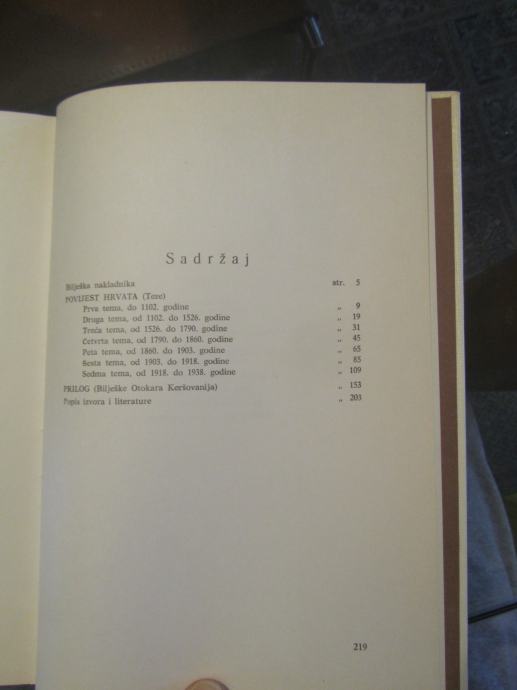 Sadržaj
Bilješka nakladnika str. 5
POVIJEST HRVATA (Teze)
Prva tema, do 1102. godine „ 9
Druga tema, od 1102. do 1526. godine „ 19
Treća tema, od 1526. do 1790. godine „ 31
Četvrta tema, od 1790. do 1860. godine „ 45
Peta tema, od 1860. do 1903. godine „ 65
Šesta tema, od 1903. do 1918. godine „ 85
Sedma tema, od 1918. do 1938. godine „ 109
PRILOG (Bilješke Otokara Keršovanija) „ 153
Popis izvora i literature „ 203
219